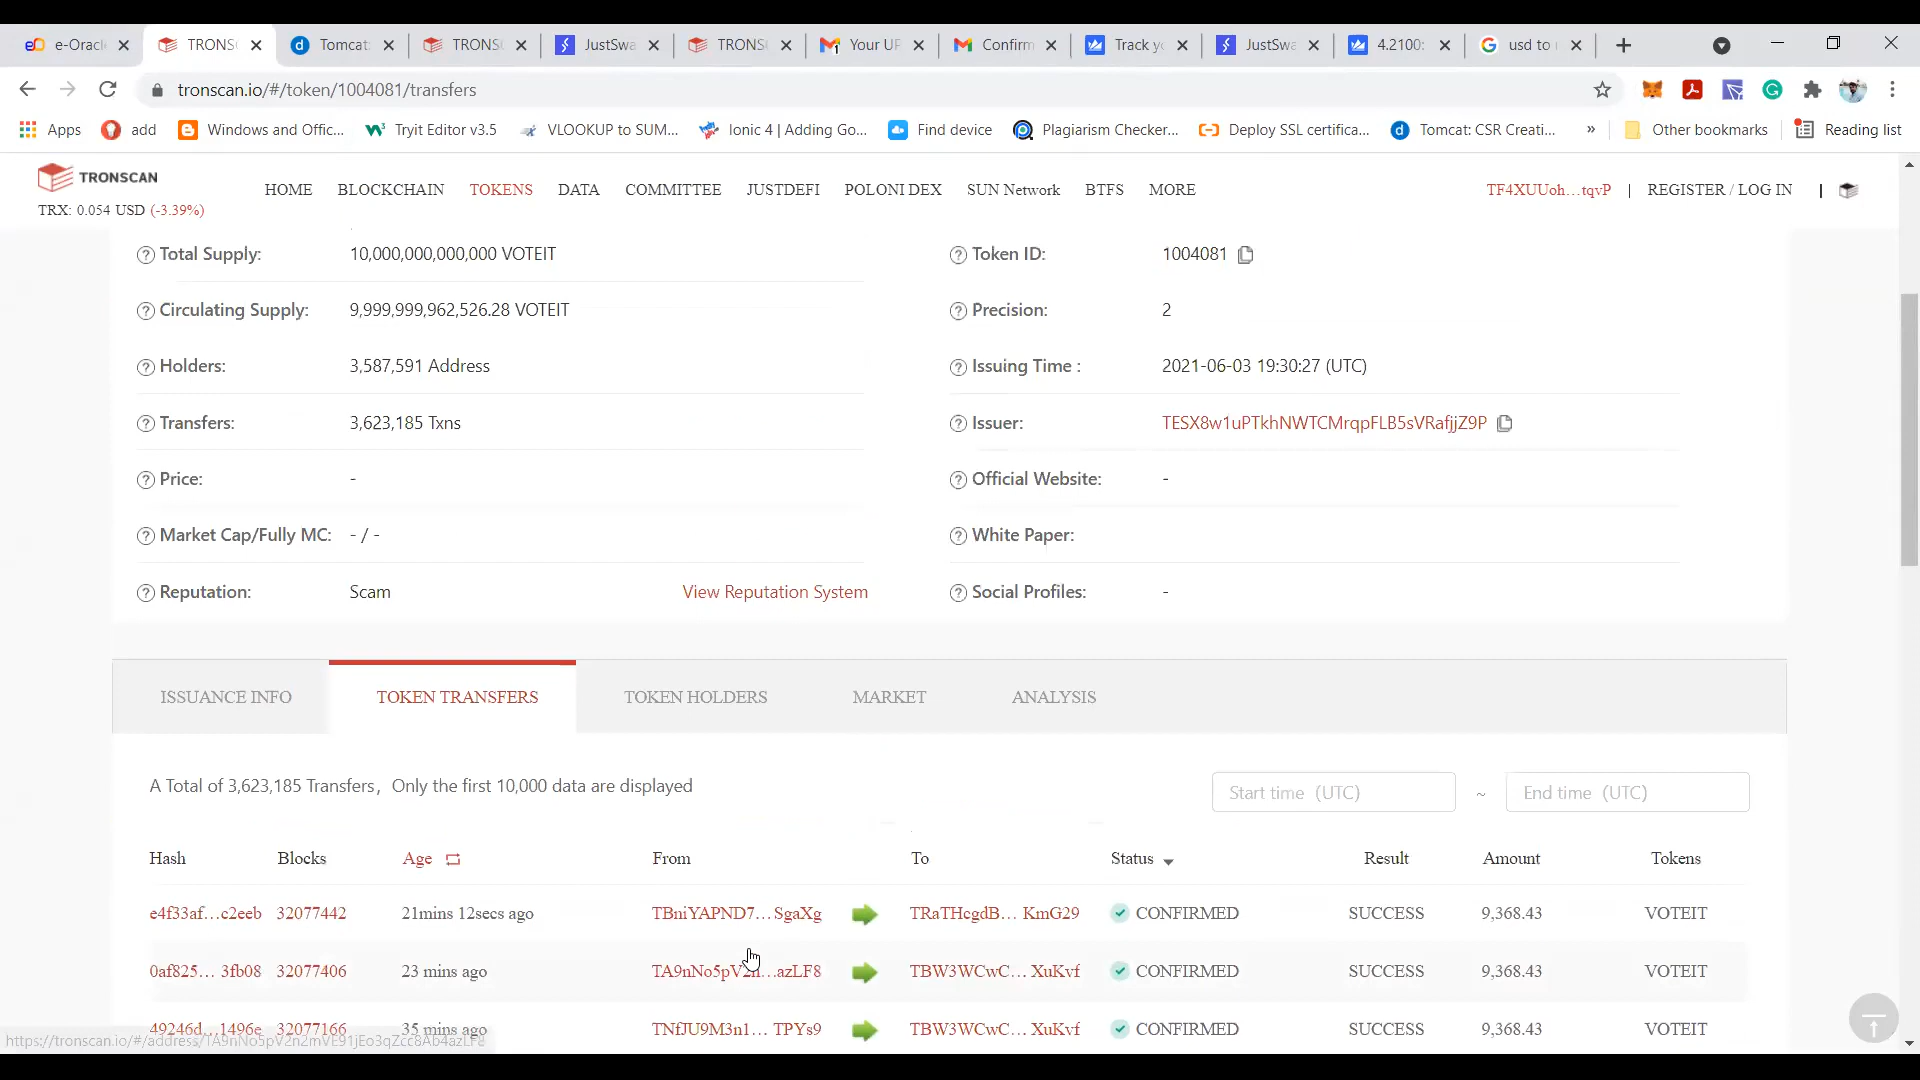 e-Oracl TRONS Tomcat: TRONS JustSwa TRONS Your UP Confirm Track yo JustSwa 4.2100: usd to
tronscan.io/#/token/1004081/transfers
Apps add Windows and Offic... Tryit Editor v3.5 VLOOKUP to SUM... Ionic 4 | Adding Go... Find device Plagiarism Checker... Deploy SSL certifica... Tomcat: CSR Creati... » Other bookmarks Reading list
TRONSCAN
TRX: 0.054 USD (-3.39%)
HOME BLOCKCHAIN TOKENS DATA COMMITTEE JUSTDEFI POLONI DEX SUN Network BTFS MORE TF4XUUoh...tqvP | REGISTER / LOG IN |
Total Supply: 10,000,000,000,000 VOTEIT Token ID: 1004081
Circulating Supply: 9,999,999,962,526.28 VOTEIT Precision: 2
Holders: 3,587,591 Address Issuing Time : 2021-06-03 19:30:27 (UTC)
Transfers: 3,623,185 Txns Issuer: TESX8w1uPTkhNWTCMrqpFLB5sVRafjjZ9P
Price: - Official Website: -
Market Cap/Fully MC: - / - White Paper:
Reputation: Scam View Reputation System Social Profiles: -
ISSUANCE INFO TOKEN TRANSFERS TOKEN HOLDERS MARKET ANALYSIS
A Total of 3,623,185 Transfers, Only the first 10,000 data are displayed Start time (UTC) ~ End time (UTC)
Hash Blocks Age From To Status Result Amount Tokens
e4f33af...c2eeb 32077442 21mins 12secs ago TBniYAPND7... SgaXg TRaTHcgdB... KmG29 CONFIRMED SUCCESS 9,368.43 VOTEIT
0af825... 3fb08 32077406 23 mins ago TA9nNo5pV2n...azLF8 TBW3WCwC... XuKvf CONFIRMED SUCCESS 9,368.43 VOTEIT
49246d...1496e 32077166 35 mins ago TNfJU9M3n1... TPYs9 TBW3WCwC... XuKvf CONFIRMED SUCCESS 9,368.43 VOTEIT
https://tronscan.io/#/address/TA9nNo5pV2n2mVE91jEo3qZcc8Ab4azLF8